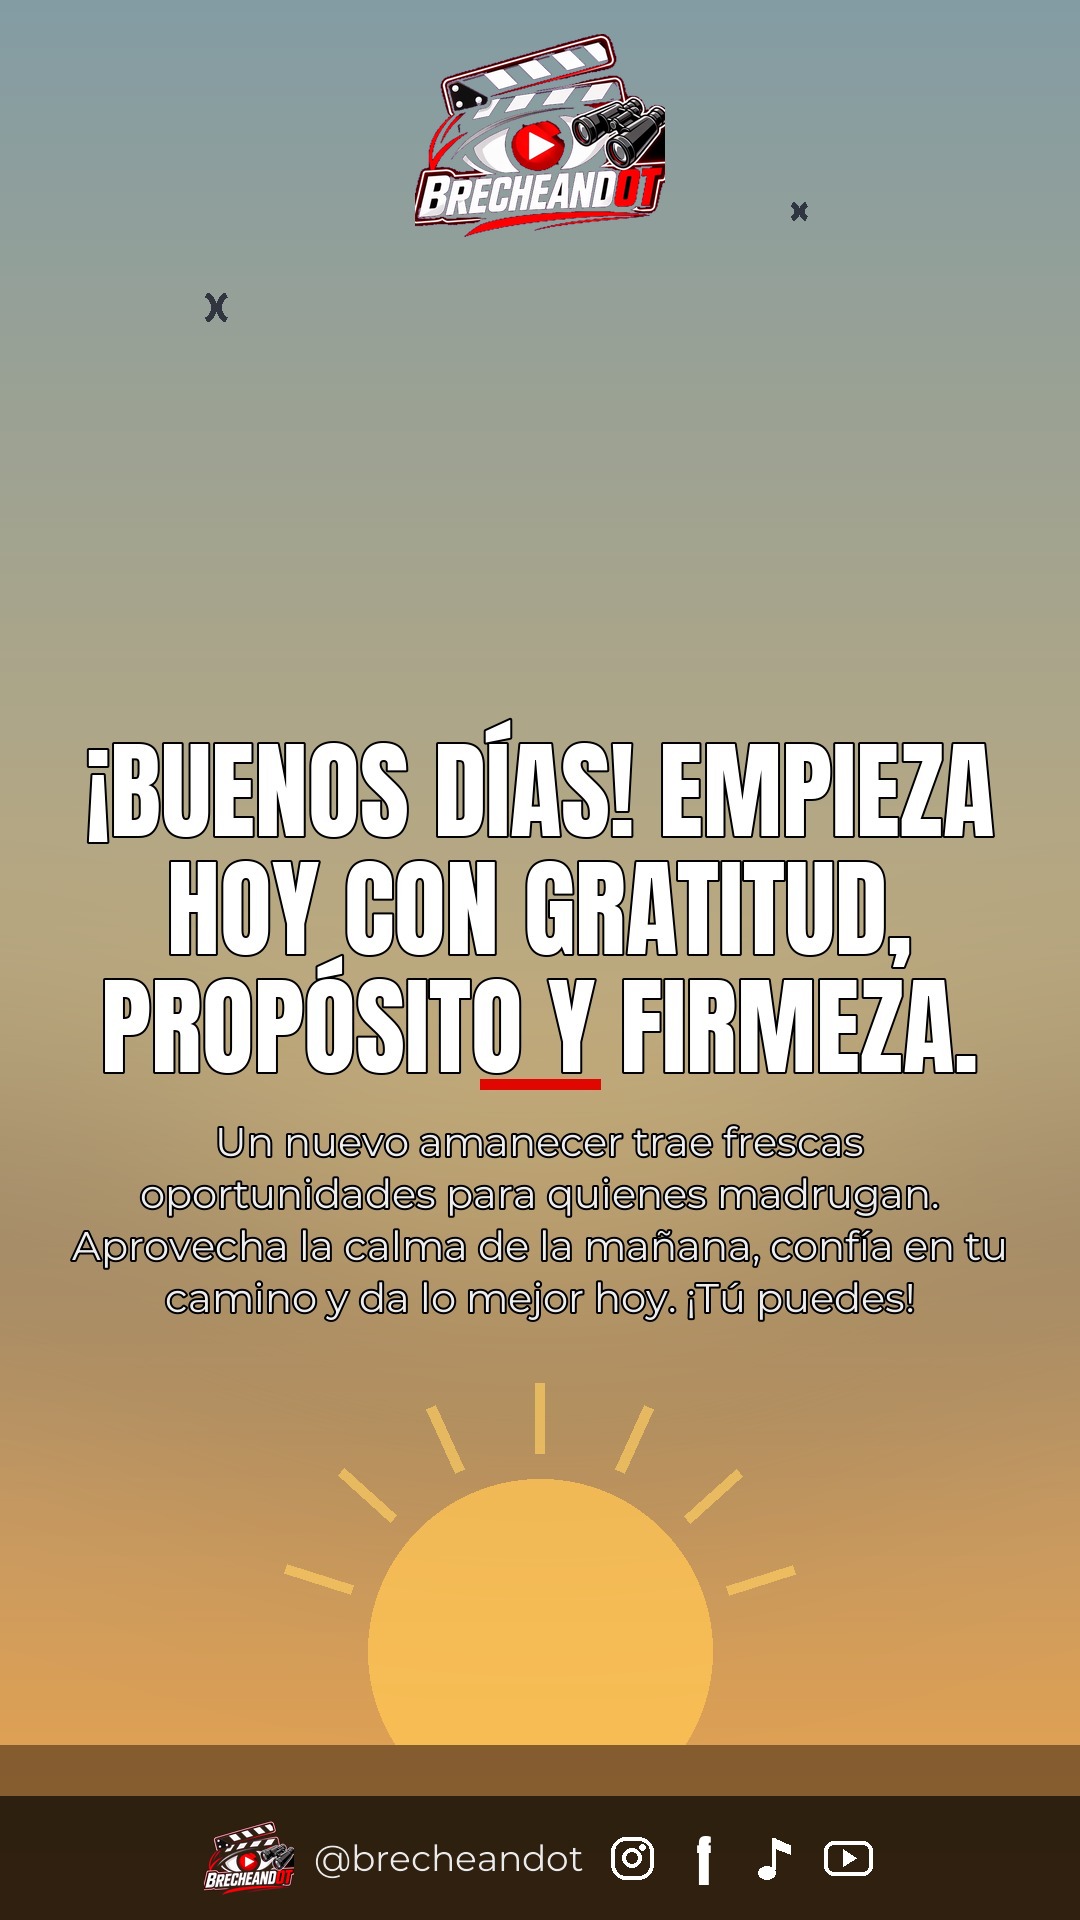 BRECHEANDOT
¡BUENOS DÍAS! EMPIEZA
HOY CON GRATITUD,
PROPÓSITO Y FIRMEZA.
Un nuevo amanecer trae frescas
oportunidades para quienes madrugan.
Aprovecha la calma de la mañana, confía en tu
camino y da lo mejor hoy. ¡Tú puedes!
BRECHEANDOT @brecheandot